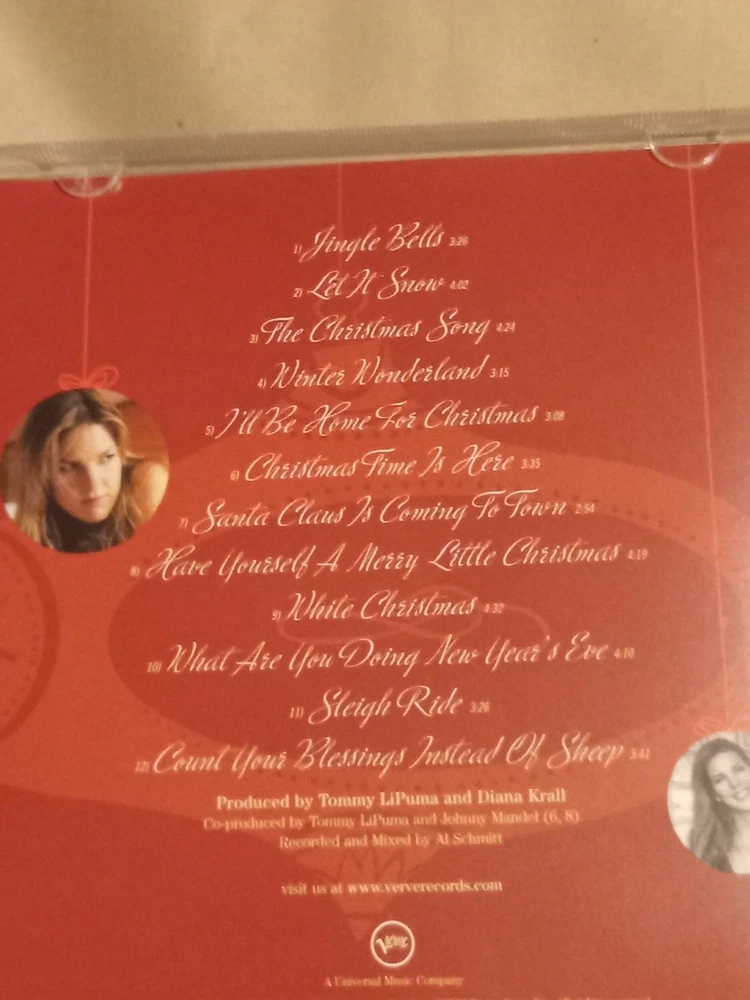 1) Jingle Bells 3:26
2) Let It Snow 4:02
3) The Christmas Song 4:24
4) Winter Wonderland 3:15
5) I'll Be Home For Christmas 3:08
6) Christmas Time Is Here 3:35
7) Santa Claus Is Coming To Town 2:54
8) Have Yourself A Merry Little Christmas 4:19
9) White Christmas 4:32
10) What Are You Doing New Year's Eve 4:10
11) Sleigh Ride 3:26
12) Count Your Blessings Instead Of Sheep 3:41
Produced by Tommy LiPuma and Diana Krall
Co-produced by Tommy LiPuma and Johnny Mandel (6, 8)
Recorded and Mixed by Al Schmitt
visit us at www.ververecords.com
Verve
A Universal Music Company